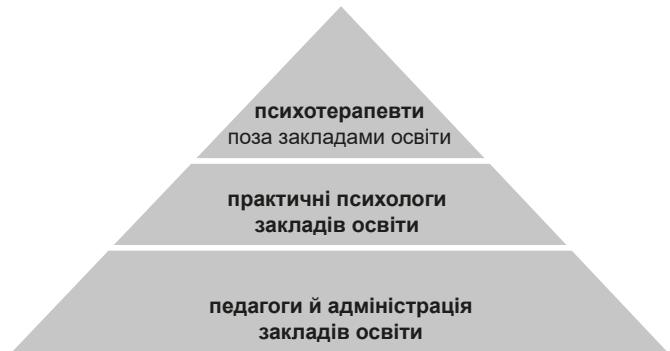 психотерапевти
поза закладами освіти
практичні психологи
закладів освіти
педагоги й адміністрація
закладів освіти